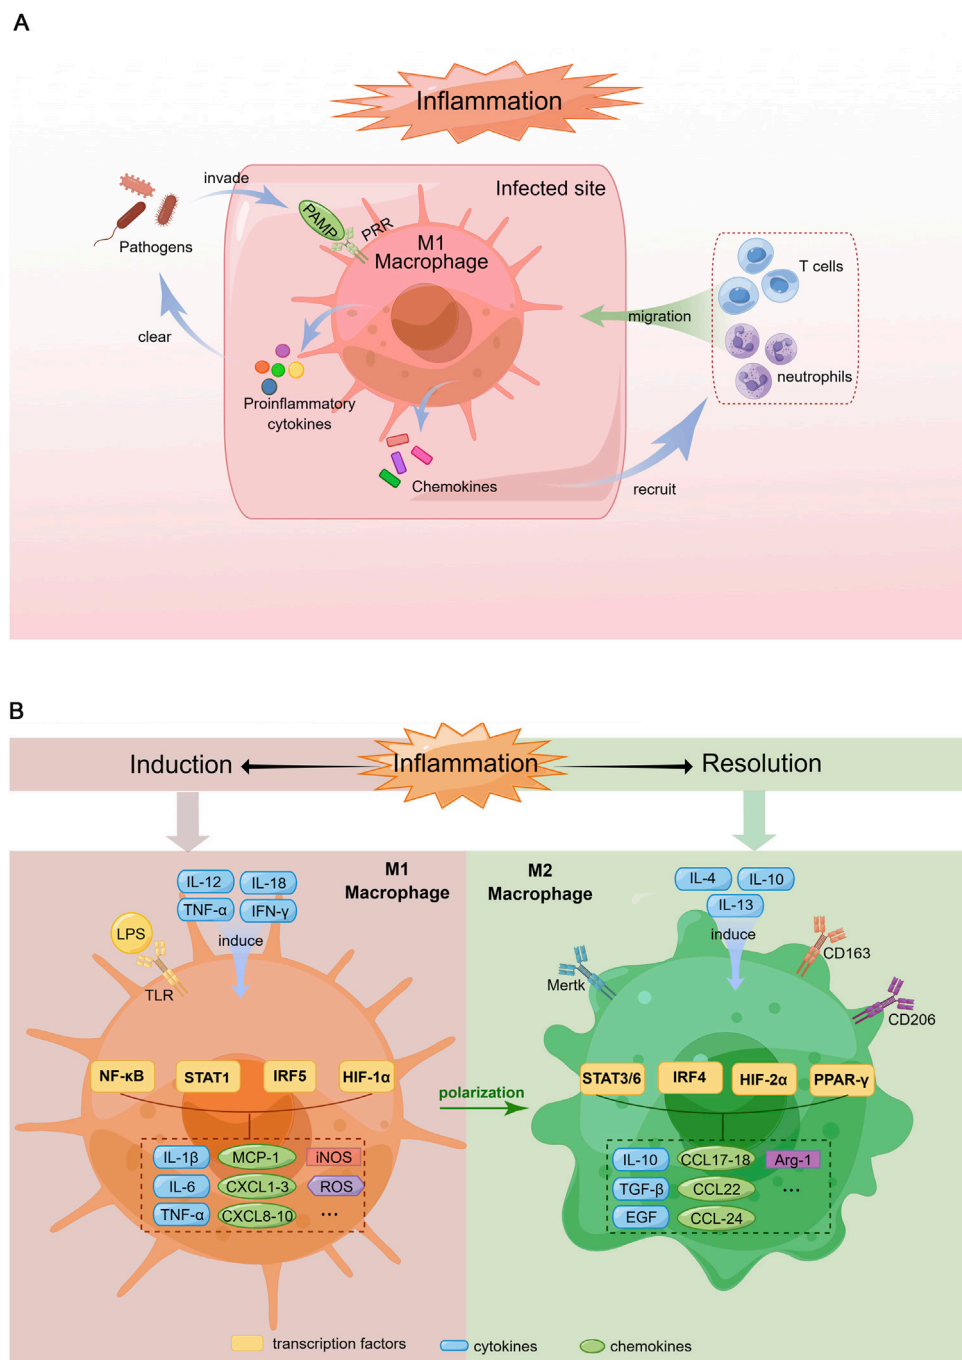 A
Inflammation
Infected site
invade
PAMP
PRR
Pathogens
M1
Macrophage
T cells
migration
clear
neutrophils
Proinflammatory
cytokines
Chemokines
recruit
B
Induction
Inflammation
Resolution
M1
Macrophage
M2
Macrophage
IL-12
IL-18
TNF-α
IFN-γ
induce
LPS
TLR
IL-4
IL-10
IL-13
induce
CD163
Mertk
CD206
NF-κB
STAT1
IRF5
HIF-1α
polarization
STAT3/6
IRF4
HIF-2α
PPAR-γ
IL-1β
MCP-1
iNOS
IL-6
CXCL1-3
ROS
TNF-α
CXCL8-10
...
IL-10
CCL17-18
Arg-1
TGF-β
CCL22
...
EGF
CCL-24
transcription factors
cytokines
chemokines